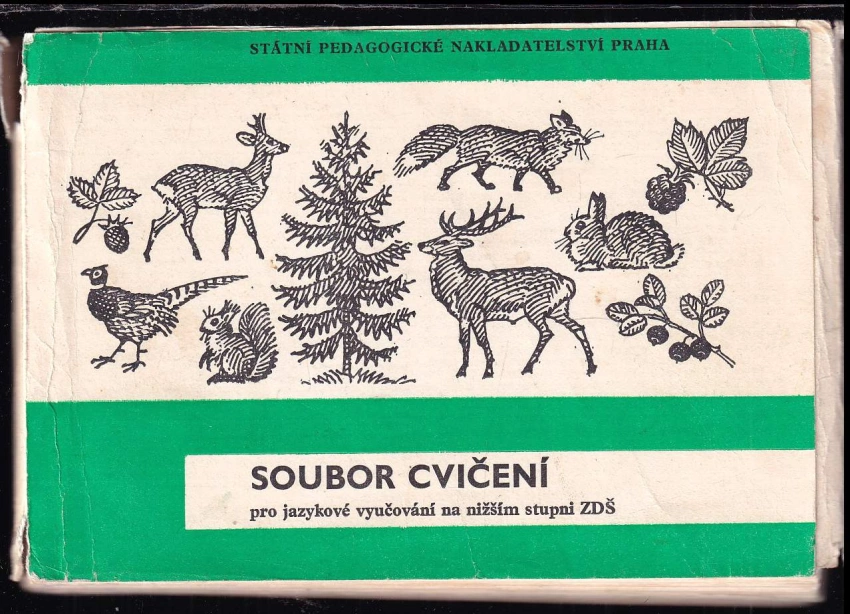 STÁTNÍ PEDAGOGICKÉ NAKLADATELSTVÍ PRAHA
SOUBOR CVIČENÍ
pro jazykové vyučování na nižším stupni ZDŠ